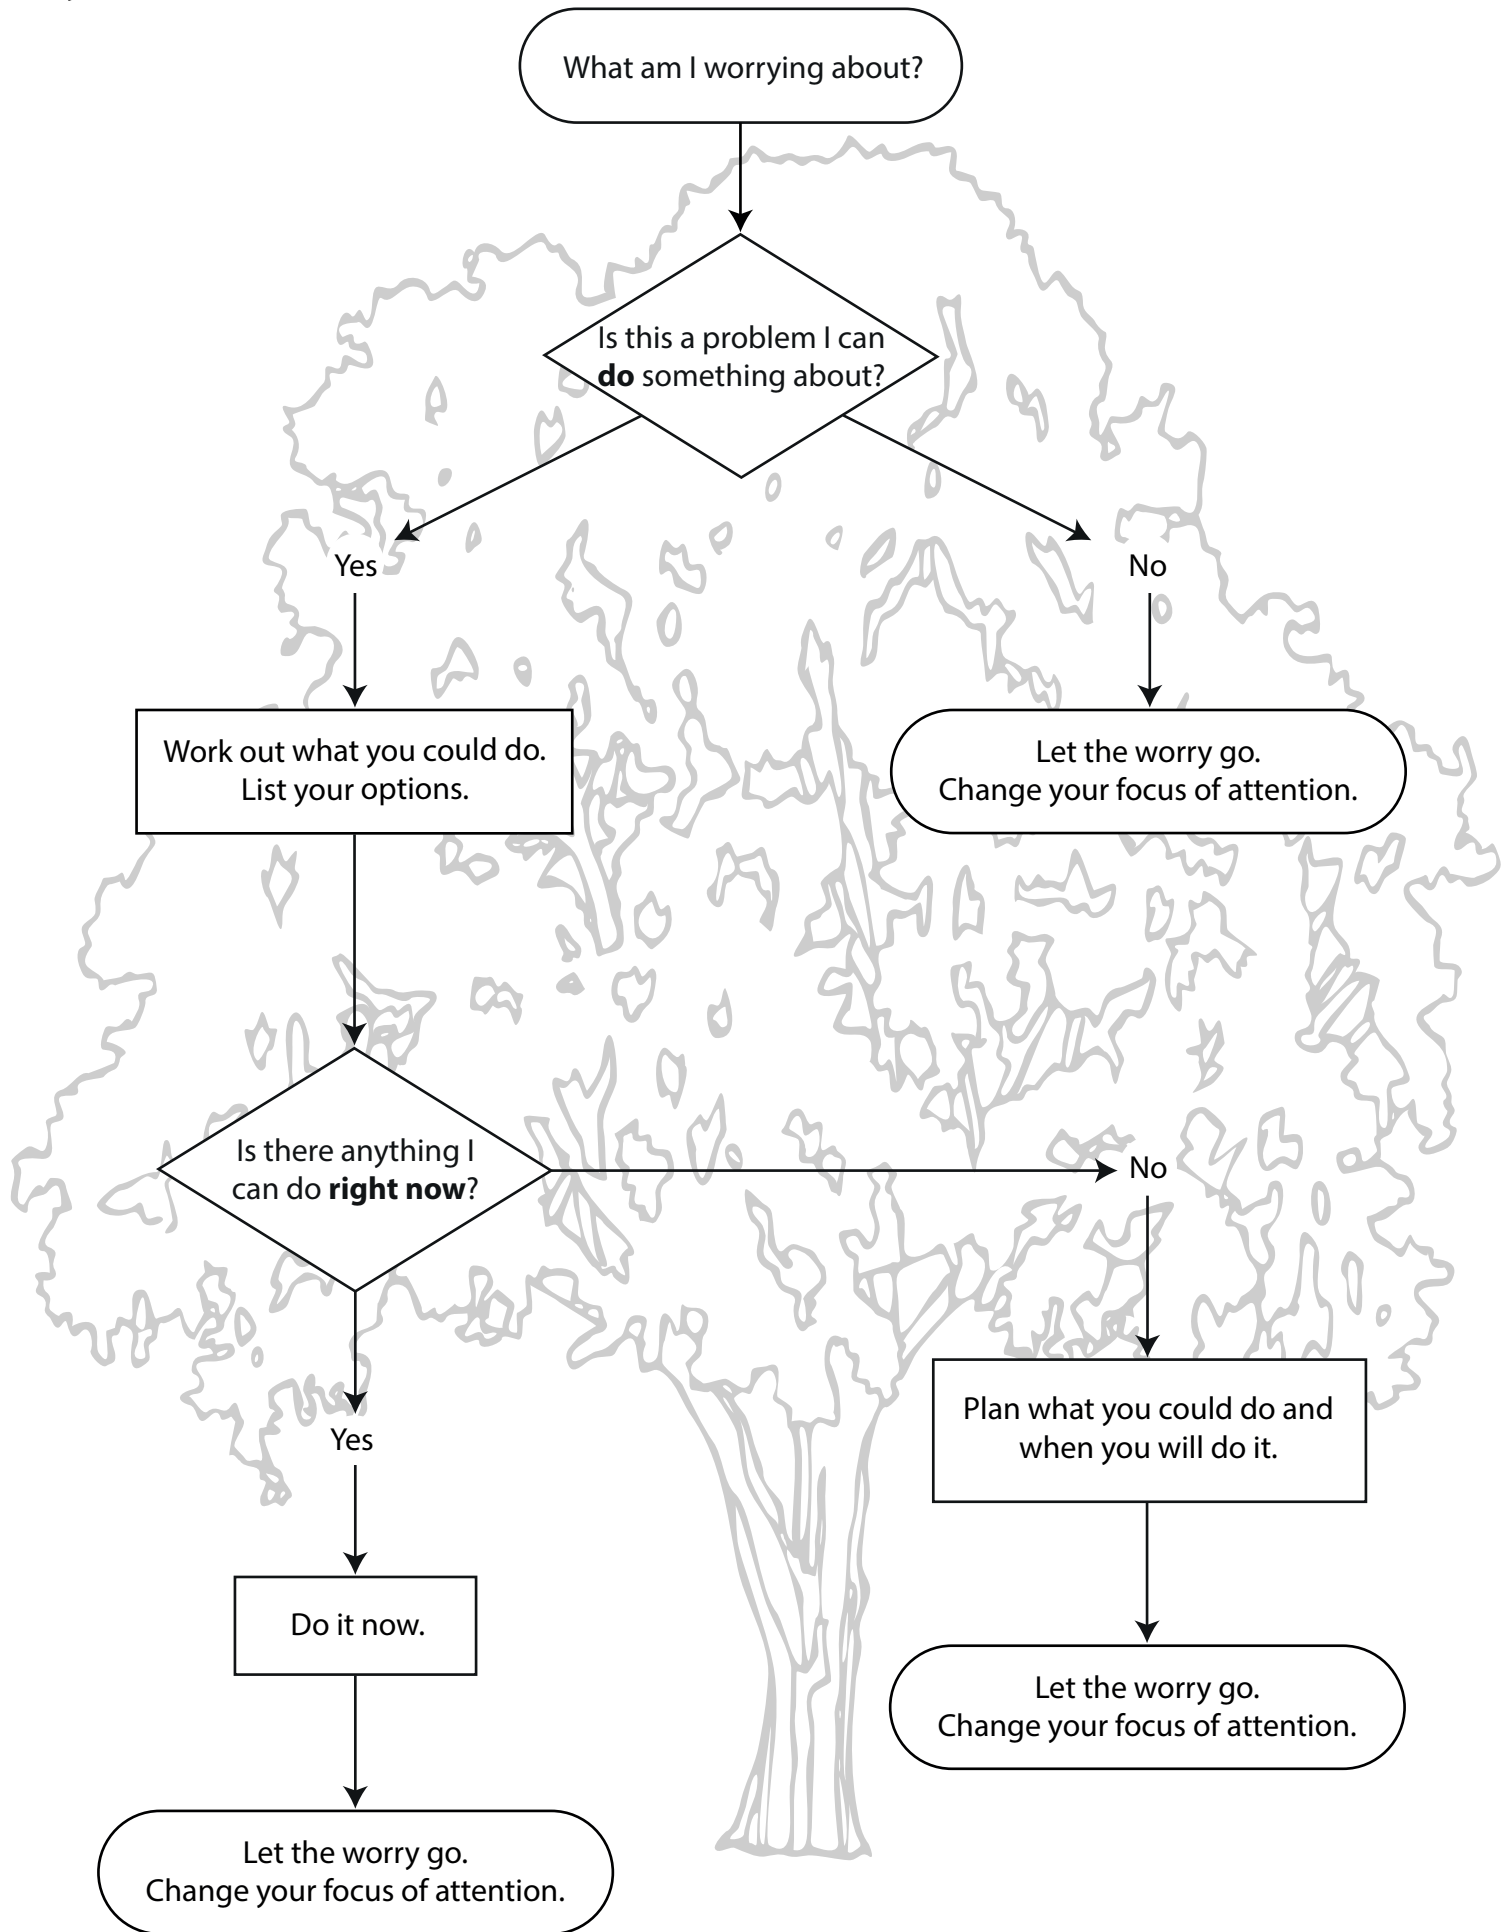 What am I worrying about?
Is this a problem I can
do something about?
Yes
No
Work out what you could do.
List your options.
Let the worry go.
Change your focus of attention.
Is there anything I
can do right now?
No
Yes
Plan what you could do and
when you will do it.
Do it now.
Let the worry go.
Change your focus of attention.
Let the worry go.
Change your focus of attention.